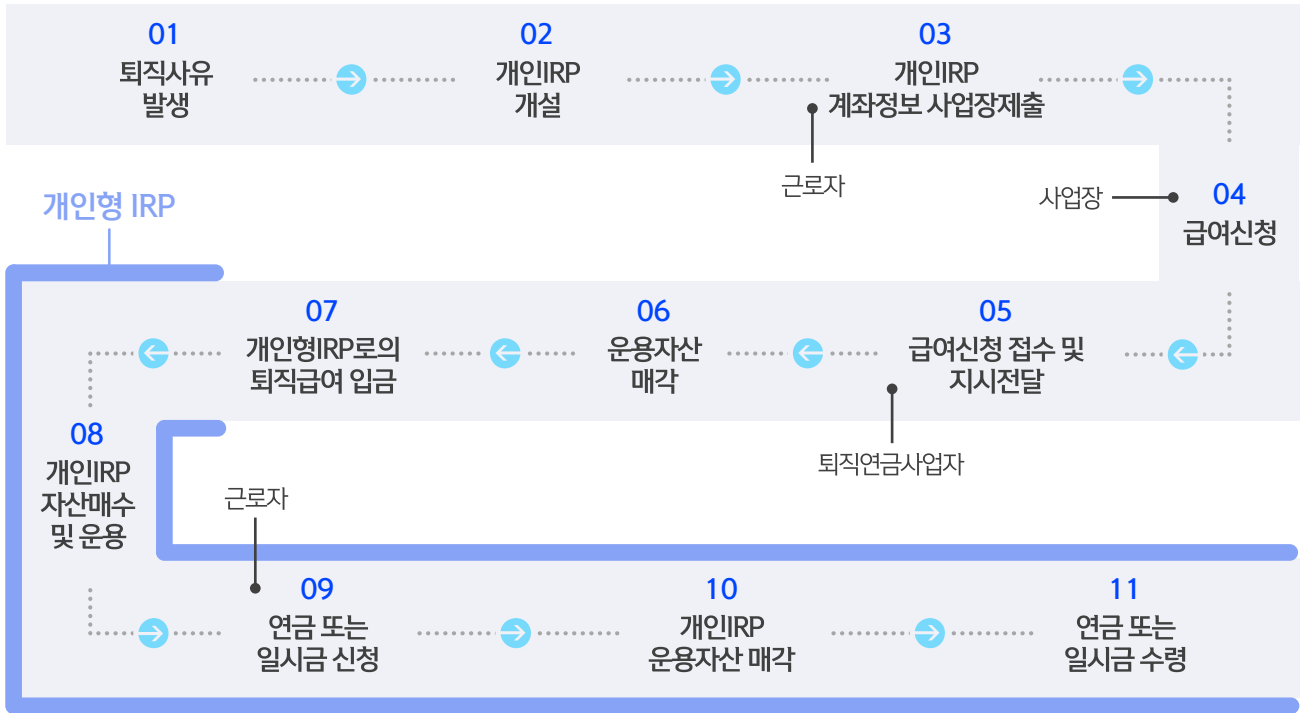 01
퇴직사유
발생
02
개인IRP
개설
03
개인IRP
계좌정보 사업장제출
근로자
사업장
04
급여신청
개인형 IRP
05
급여신청 접수 및
지시전달
퇴직연금사업자
06
운용자산
매각
07
개인형IRP로의
퇴직급여 입금
08
개인IRP
자산매수
및 운용
근로자
09
연금 또는
일시금 신청
10
개인IRP
운용자산 매각
11
연금 또는
일시금 수령